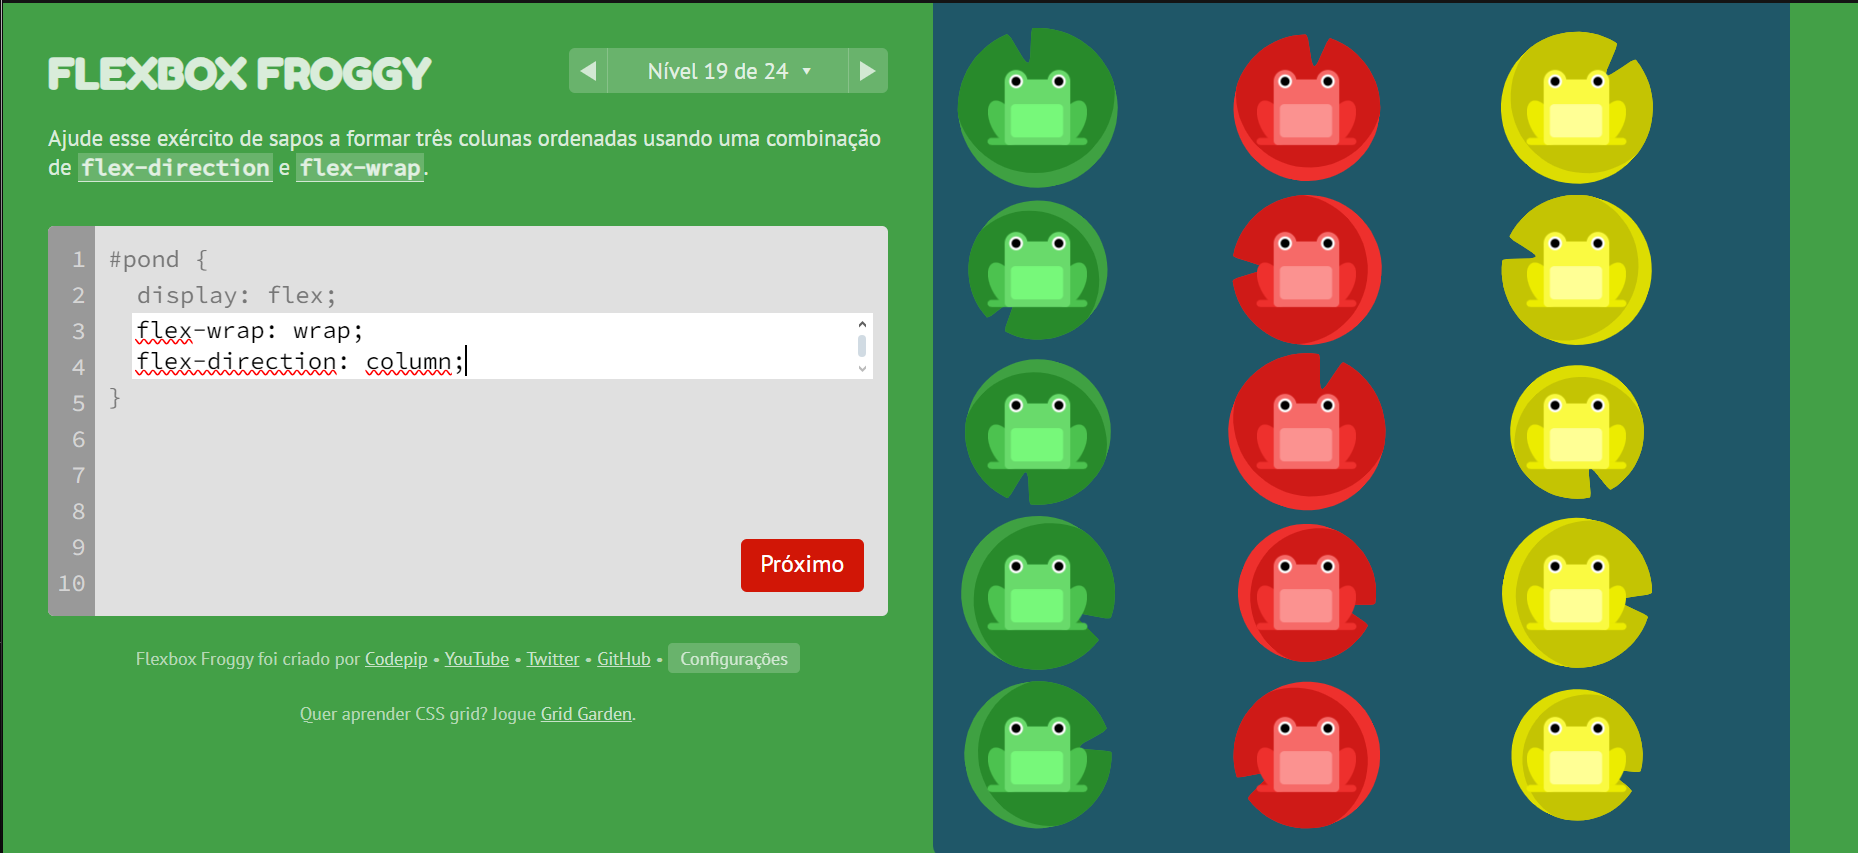 FLEXBOX FROGGY
Nível 19 de 24 ▼
Ajude esse exército de sapos a formar três colunas ordenadas usando uma combinação
de flex-direction e flex-wrap.
1 #pond {
2 display: flex;
3 flex-wrap: wrap;
4 flex-direction: column;
5 }
6
7
8
9
10
Próximo
Flexbox Froggy foi criado por Codepip • YouTube • Twitter • GitHub • Configurações
Quer aprender CSS grid? Jogue Grid Garden.